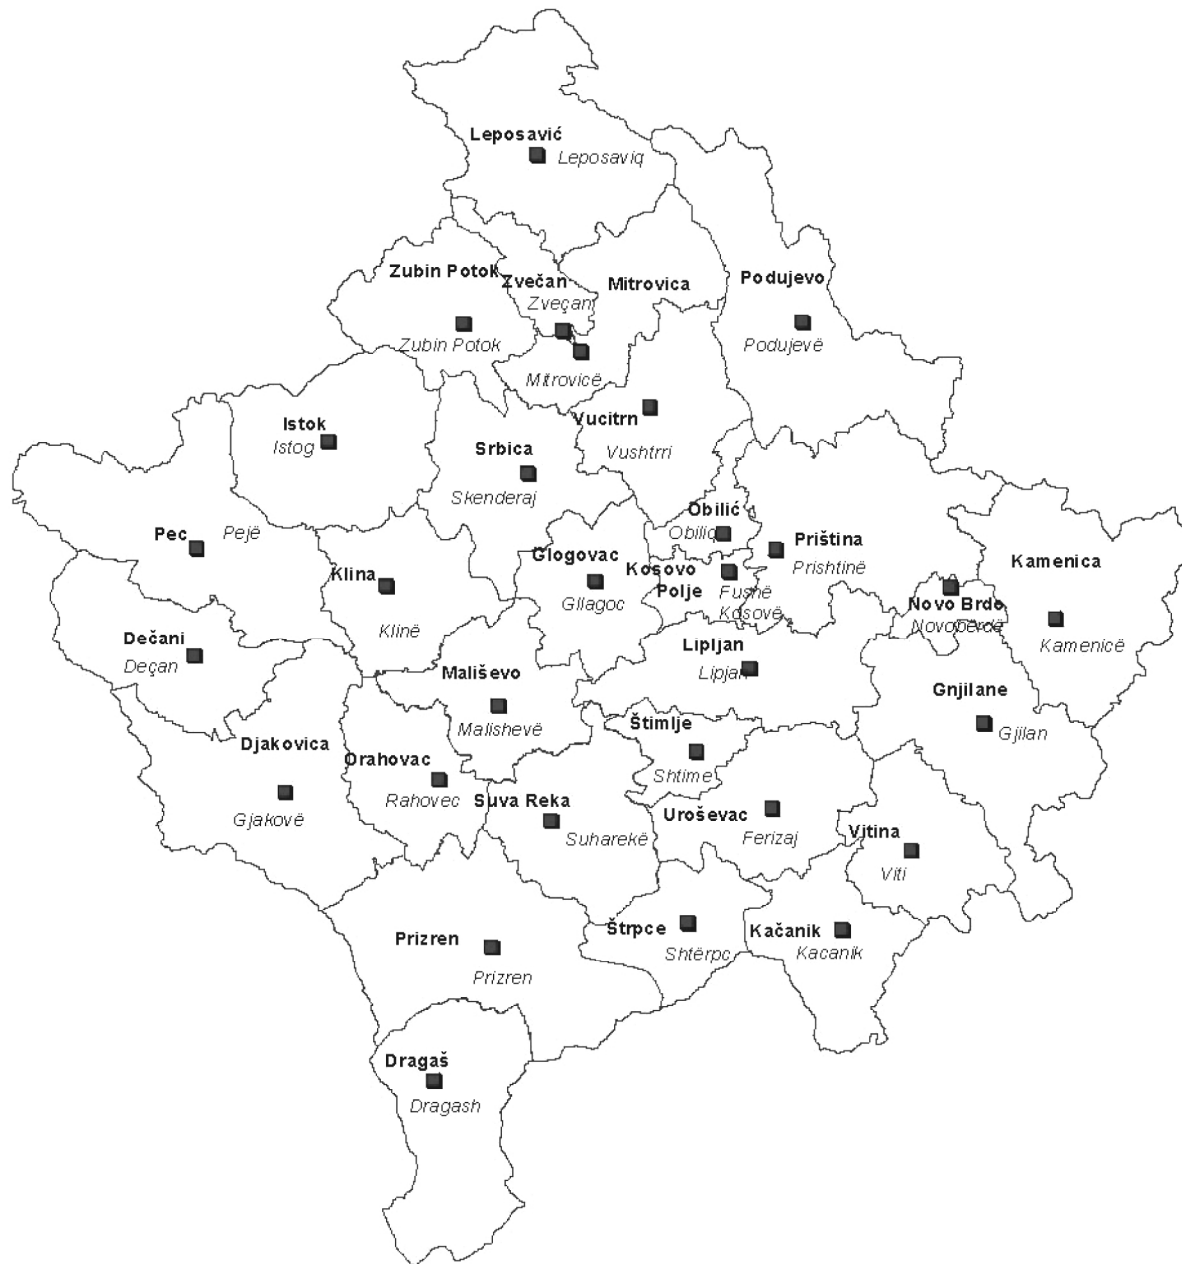 Leposavić
Leposaviq
Zubin Potok
Zubin Potok
Zvečan
Zveçan
Mitrovica
Mitrovicë
Podujevo
Podujevë
Istok
Istog
Srbica
Skenderaj
Vucitrn
Vushtrri
Pec
Pejë
Klina
Klinë
Glogovac
Gllagoc
Obilić
Obiliq
Kosovo
Polje
Fushë
Kosovë
Priština
Prishtinë
Novo Brdo
Novobërdë
Kamenica
Kamenicë
Dečani
Deçan
Mališevo
Malishevë
Lipljan
Lipjan
Gnjilane
Gjilan
Djakovica
Gjakovë
Orahovac
Rahovec
Štimlje
Shtime
Suva Reka
Suharekë
Uroševac
Ferizaj
Vitina
Viti
Prizren
Prizren
Štrpce
Shtërpc
Kačanik
Kacanik
Dragaš
Dragash